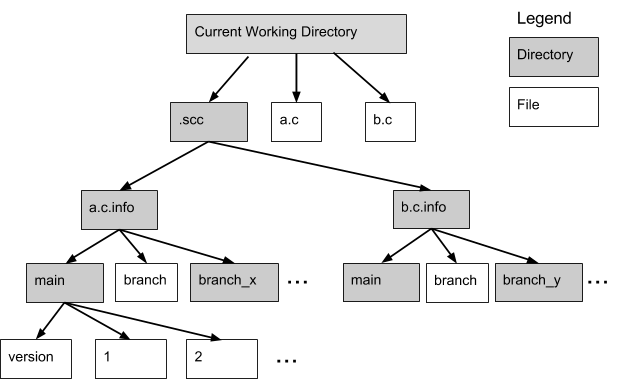 Legend
Current Working Directory
Directory
.scc
a.c
b.c
File
a.c.info
b.c.info
main
branch
branch_x
...
main
branch
branch_y
...
version
1
2
...